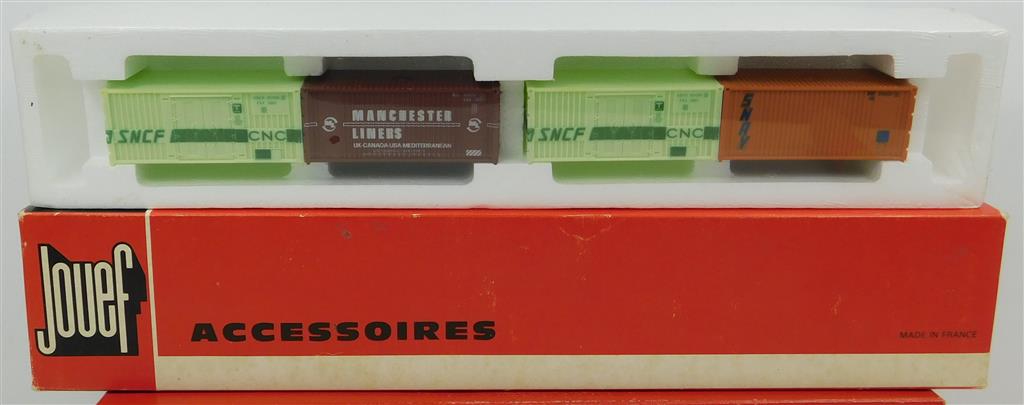 SNCF
CNC
MANCHESTER
LINERS
UK-CANADA-USA-MEDITERRANEAN
SNCF
CNC
SNAV
Jouef
ACCESSOIRES
MADE IN FRANCE